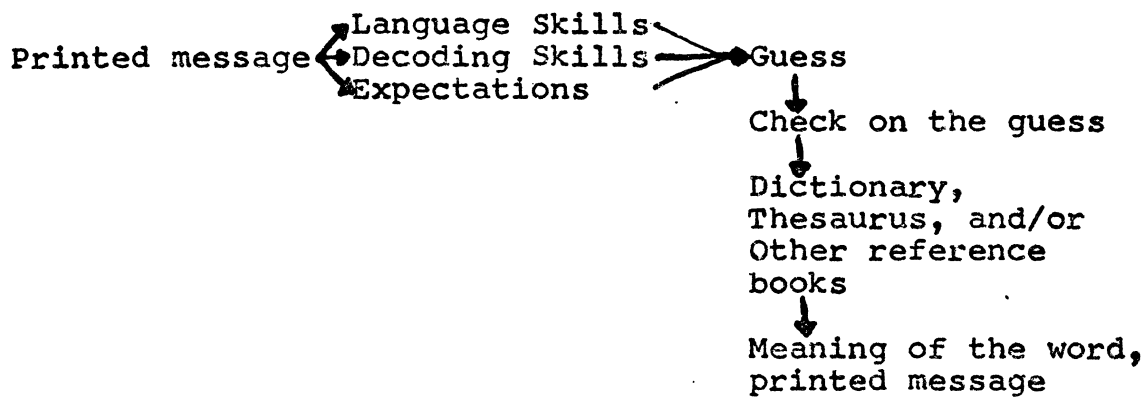 Language Skills
Printed message Decoding Skills Guess
Expectations
Check on the guess
Dictionary,
Thesaurus, and/or
Other reference
books
Meaning of the word,
printed message